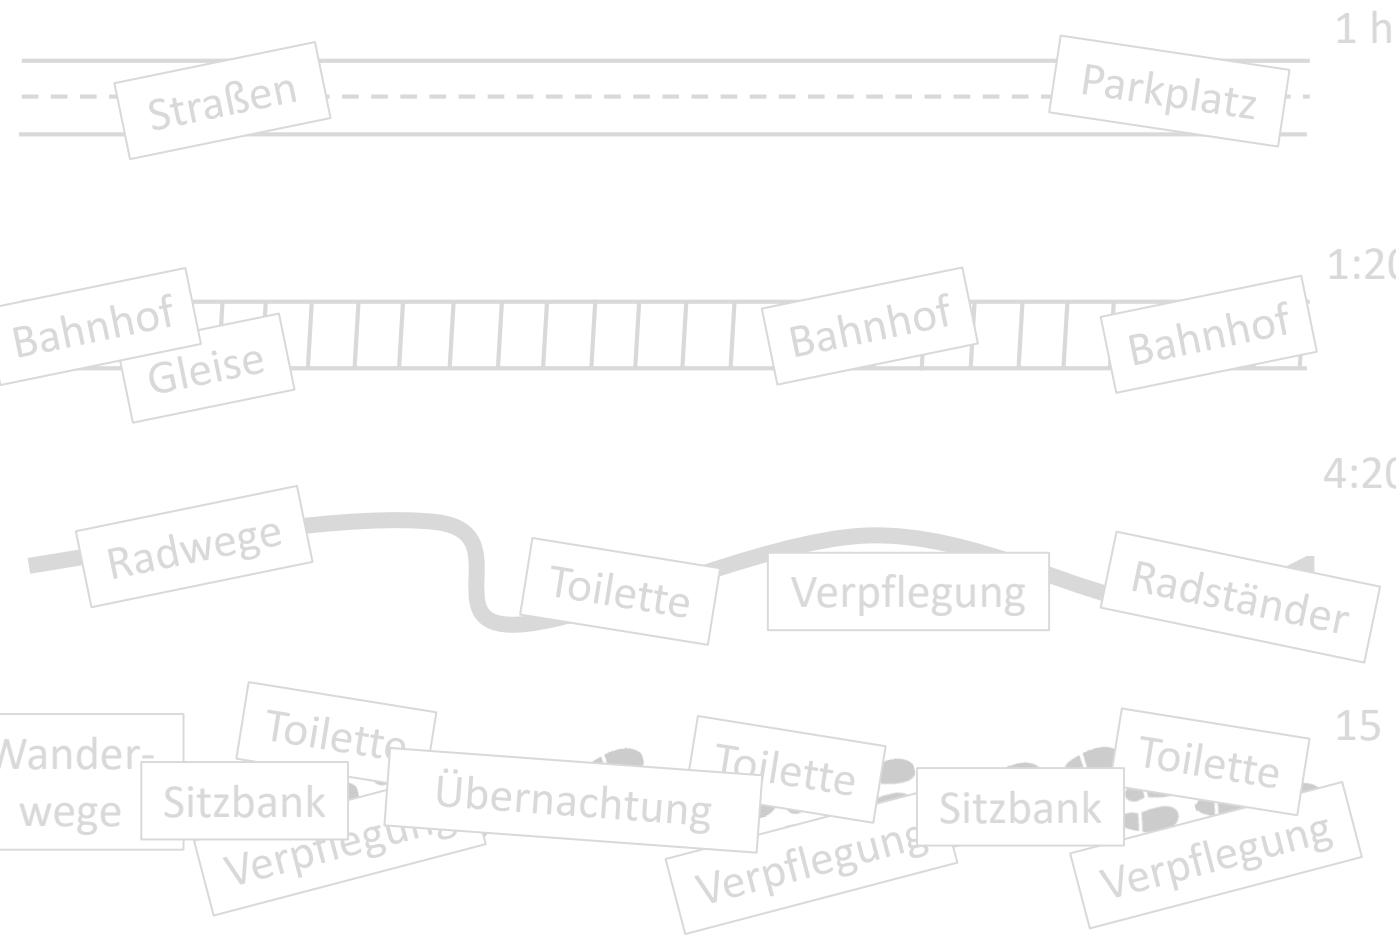 1 h
Straßen
Parkplatz
1:20
Bahnhof
Gleise
Bahnhof
Bahnhof
4:20
Radwege
Toilette
Verpflegung
Radständer
15
Wander-
wege
Sitzbank
Toilette
Verpflegung
Übernachtung
Toilette
Verpflegung
Sitzbank
Toilette
Verpflegung